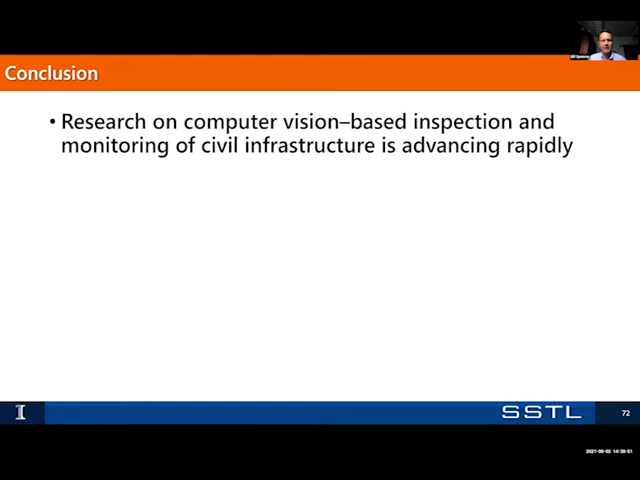 Conclusion
• Research on computer vision–based inspection and
monitoring of civil infrastructure is advancing rapidly
I
SSTL
72